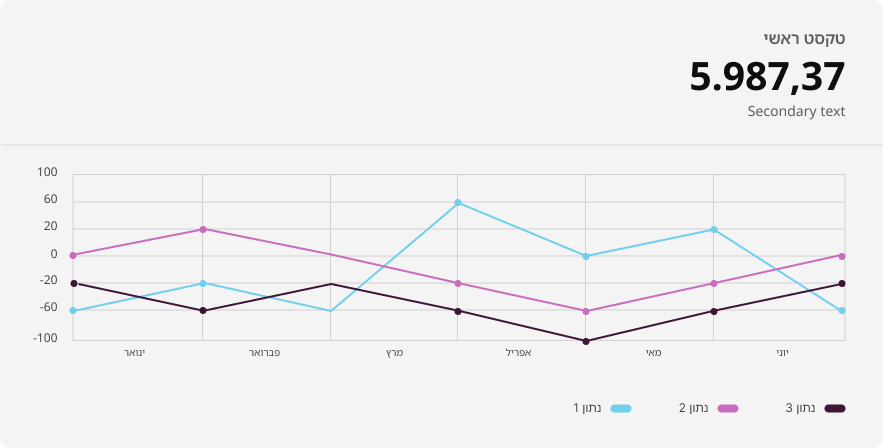 טקסט ראשי
5.987,37
Secondary text
100
60
20
0
-20
-60
-100
ינואר
פברואר
מרץ
אפריל
מאי
יוני
נתון 1
נתון 2
נתון 3